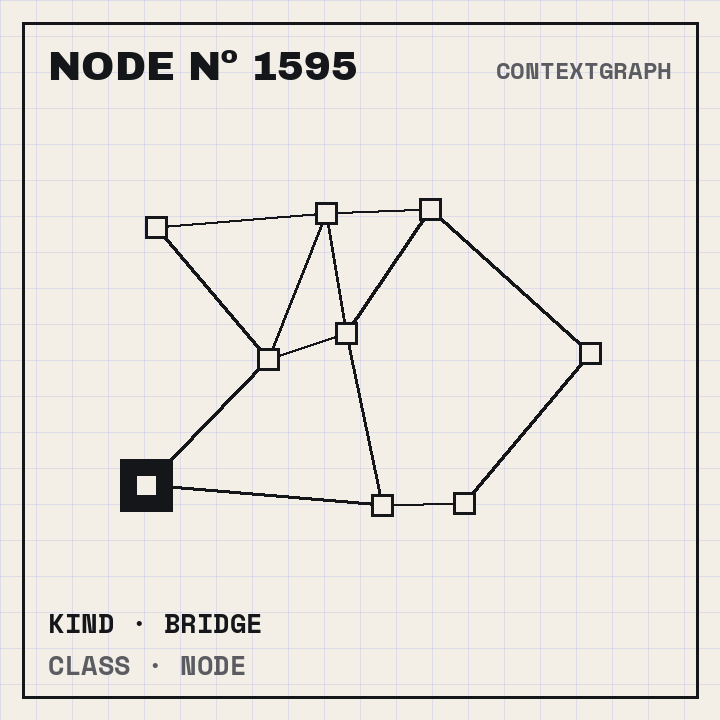 NODE Nº 1595
CONTEXTGRAPH
KIND · BRIDGE
CLASS · NODE